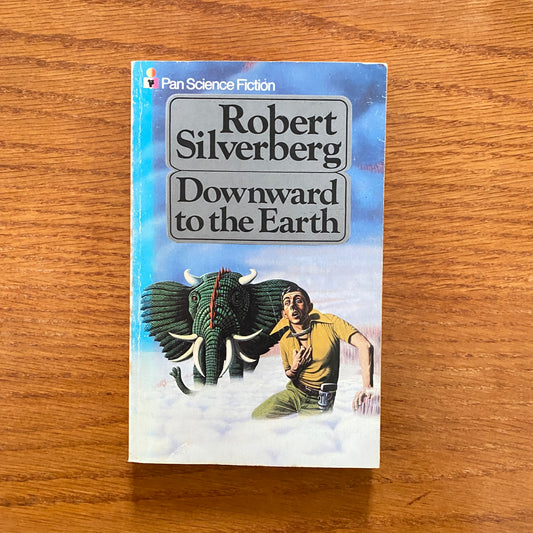 Pan Science Fiction
Robert
Silverberg
Downward
to the Earth